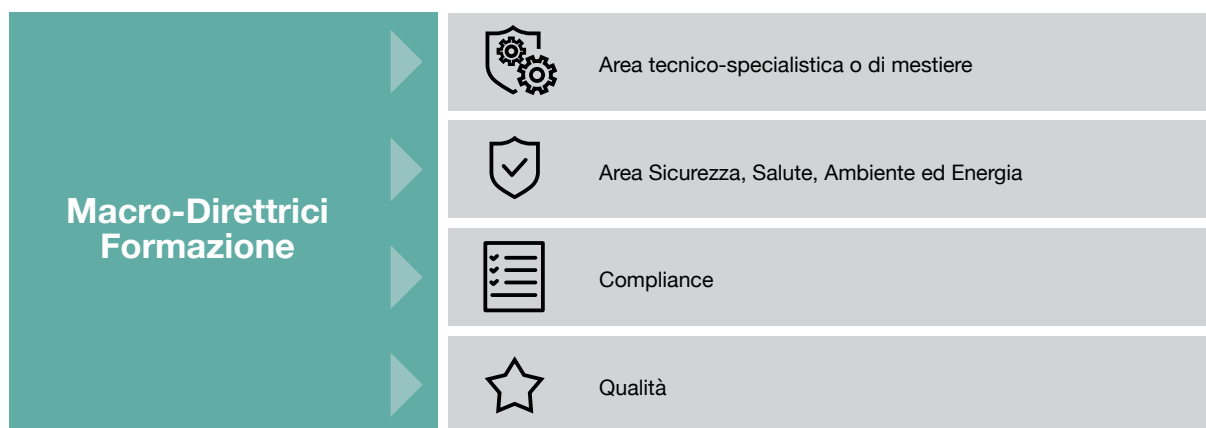 Macro-Direttrici
Formazione
Area tecnico-specialistica o di mestiere
Area Sicurezza, Salute, Ambiente ed Energia
Compliance
Qualità